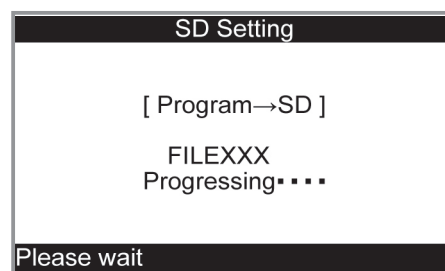 SD Setting
[ Program→SD ]
FILEXXX
Progressing▪▪▪▪
Please wait